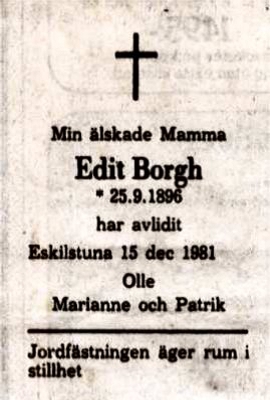 Min älskade Mamma
Edit Borgh
* 25.9.1896
har avlidit
Eskilstuna 15 dec 1981
Olle
Marianne och Patrik
Jordfästningen äger rum i
stillhet